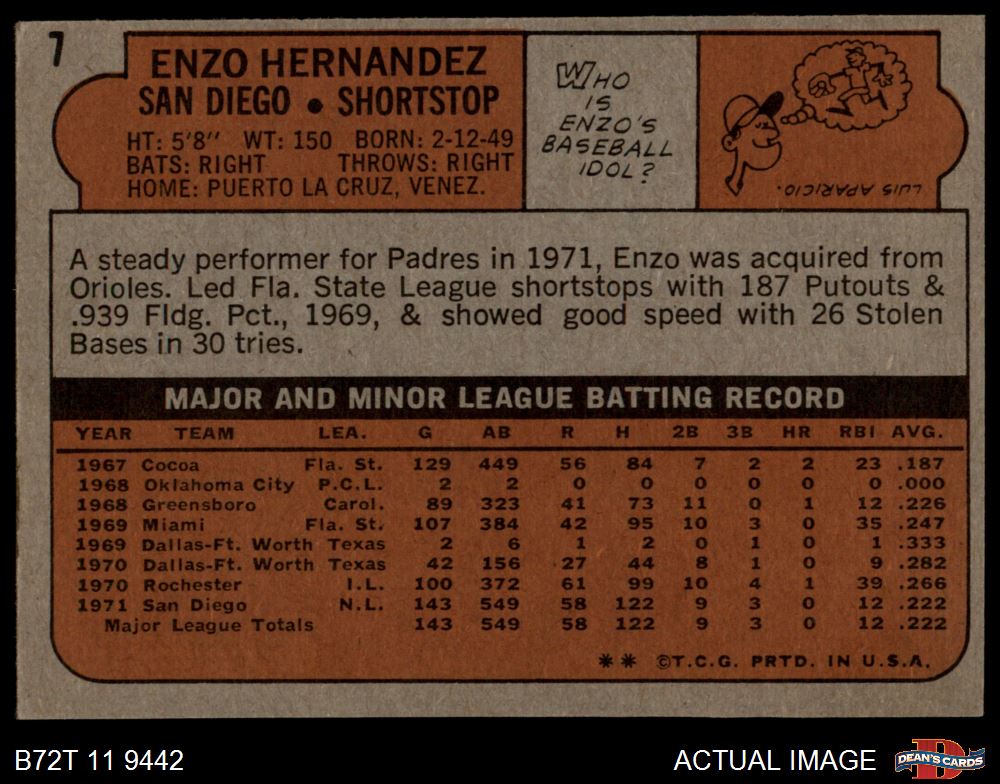 7
ENZO HERNANDEZ
SAN DIEGO • SHORTSTOP
HT: 5'8" WT: 150 BORN: 2-12-49
BATS: RIGHT THROWS: RIGHT
HOME: PUERTO LA CRUZ, VENEZ.
WHO
IS
ENZO'S
BASEBALL
IDOL?
LUIS APARICIO.
A steady performer for Padres in 1971, Enzo was acquired from
Orioles. Led Fla. State League shortstops with 187 Putouts &
.939 Fldg. Pct., 1969, & showed good speed with 26 Stolen
Bases in 30 tries.
MAJOR AND MINOR LEAGUE BATTING RECORD
YEAR TEAM LEA. G AB R H 2B 3B HR RBI AVG.
1967 Cocoa Fla. St. 129 449 56 84 7 2 2 23 .187
1968 Oklahoma City P.C.L. 2 2 0 0 0 0 0 0 .000
1968 Greensboro Carol. 89 323 41 73 11 0 1 12 .226
1969 Miami Fla. St. 107 384 42 95 10 3 0 35 .247
1969 Dallas-Ft. Worth Texas 2 6 1 2 0 1 0 1 .333
1970 Dallas-Ft. Worth Texas 42 156 27 44 8 1 0 9 .282
1970 Rochester I.L. 100 372 61 99 10 4 1 39 .266
1971 San Diego N.L. 143 549 58 122 9 3 0 12 .222
Major League Totals 143 549 58 122 9 3 0 12 .222
** ©T.C.G. PRTD. IN U.S.A.
B72T 11 9442
ACTUAL IMAGE
DEAN'S CARDS